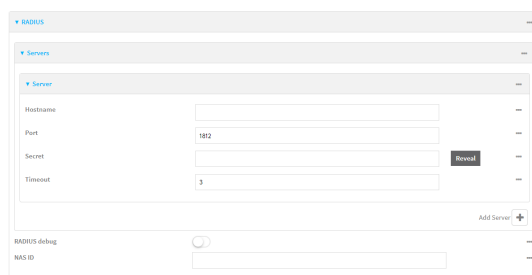 ▼ RADIUS
▼ Servers
▼ Server
Hostname
Port 1812
Secret Reveal
Timeout 3
Add Server +
RADIUS debug
NAS ID